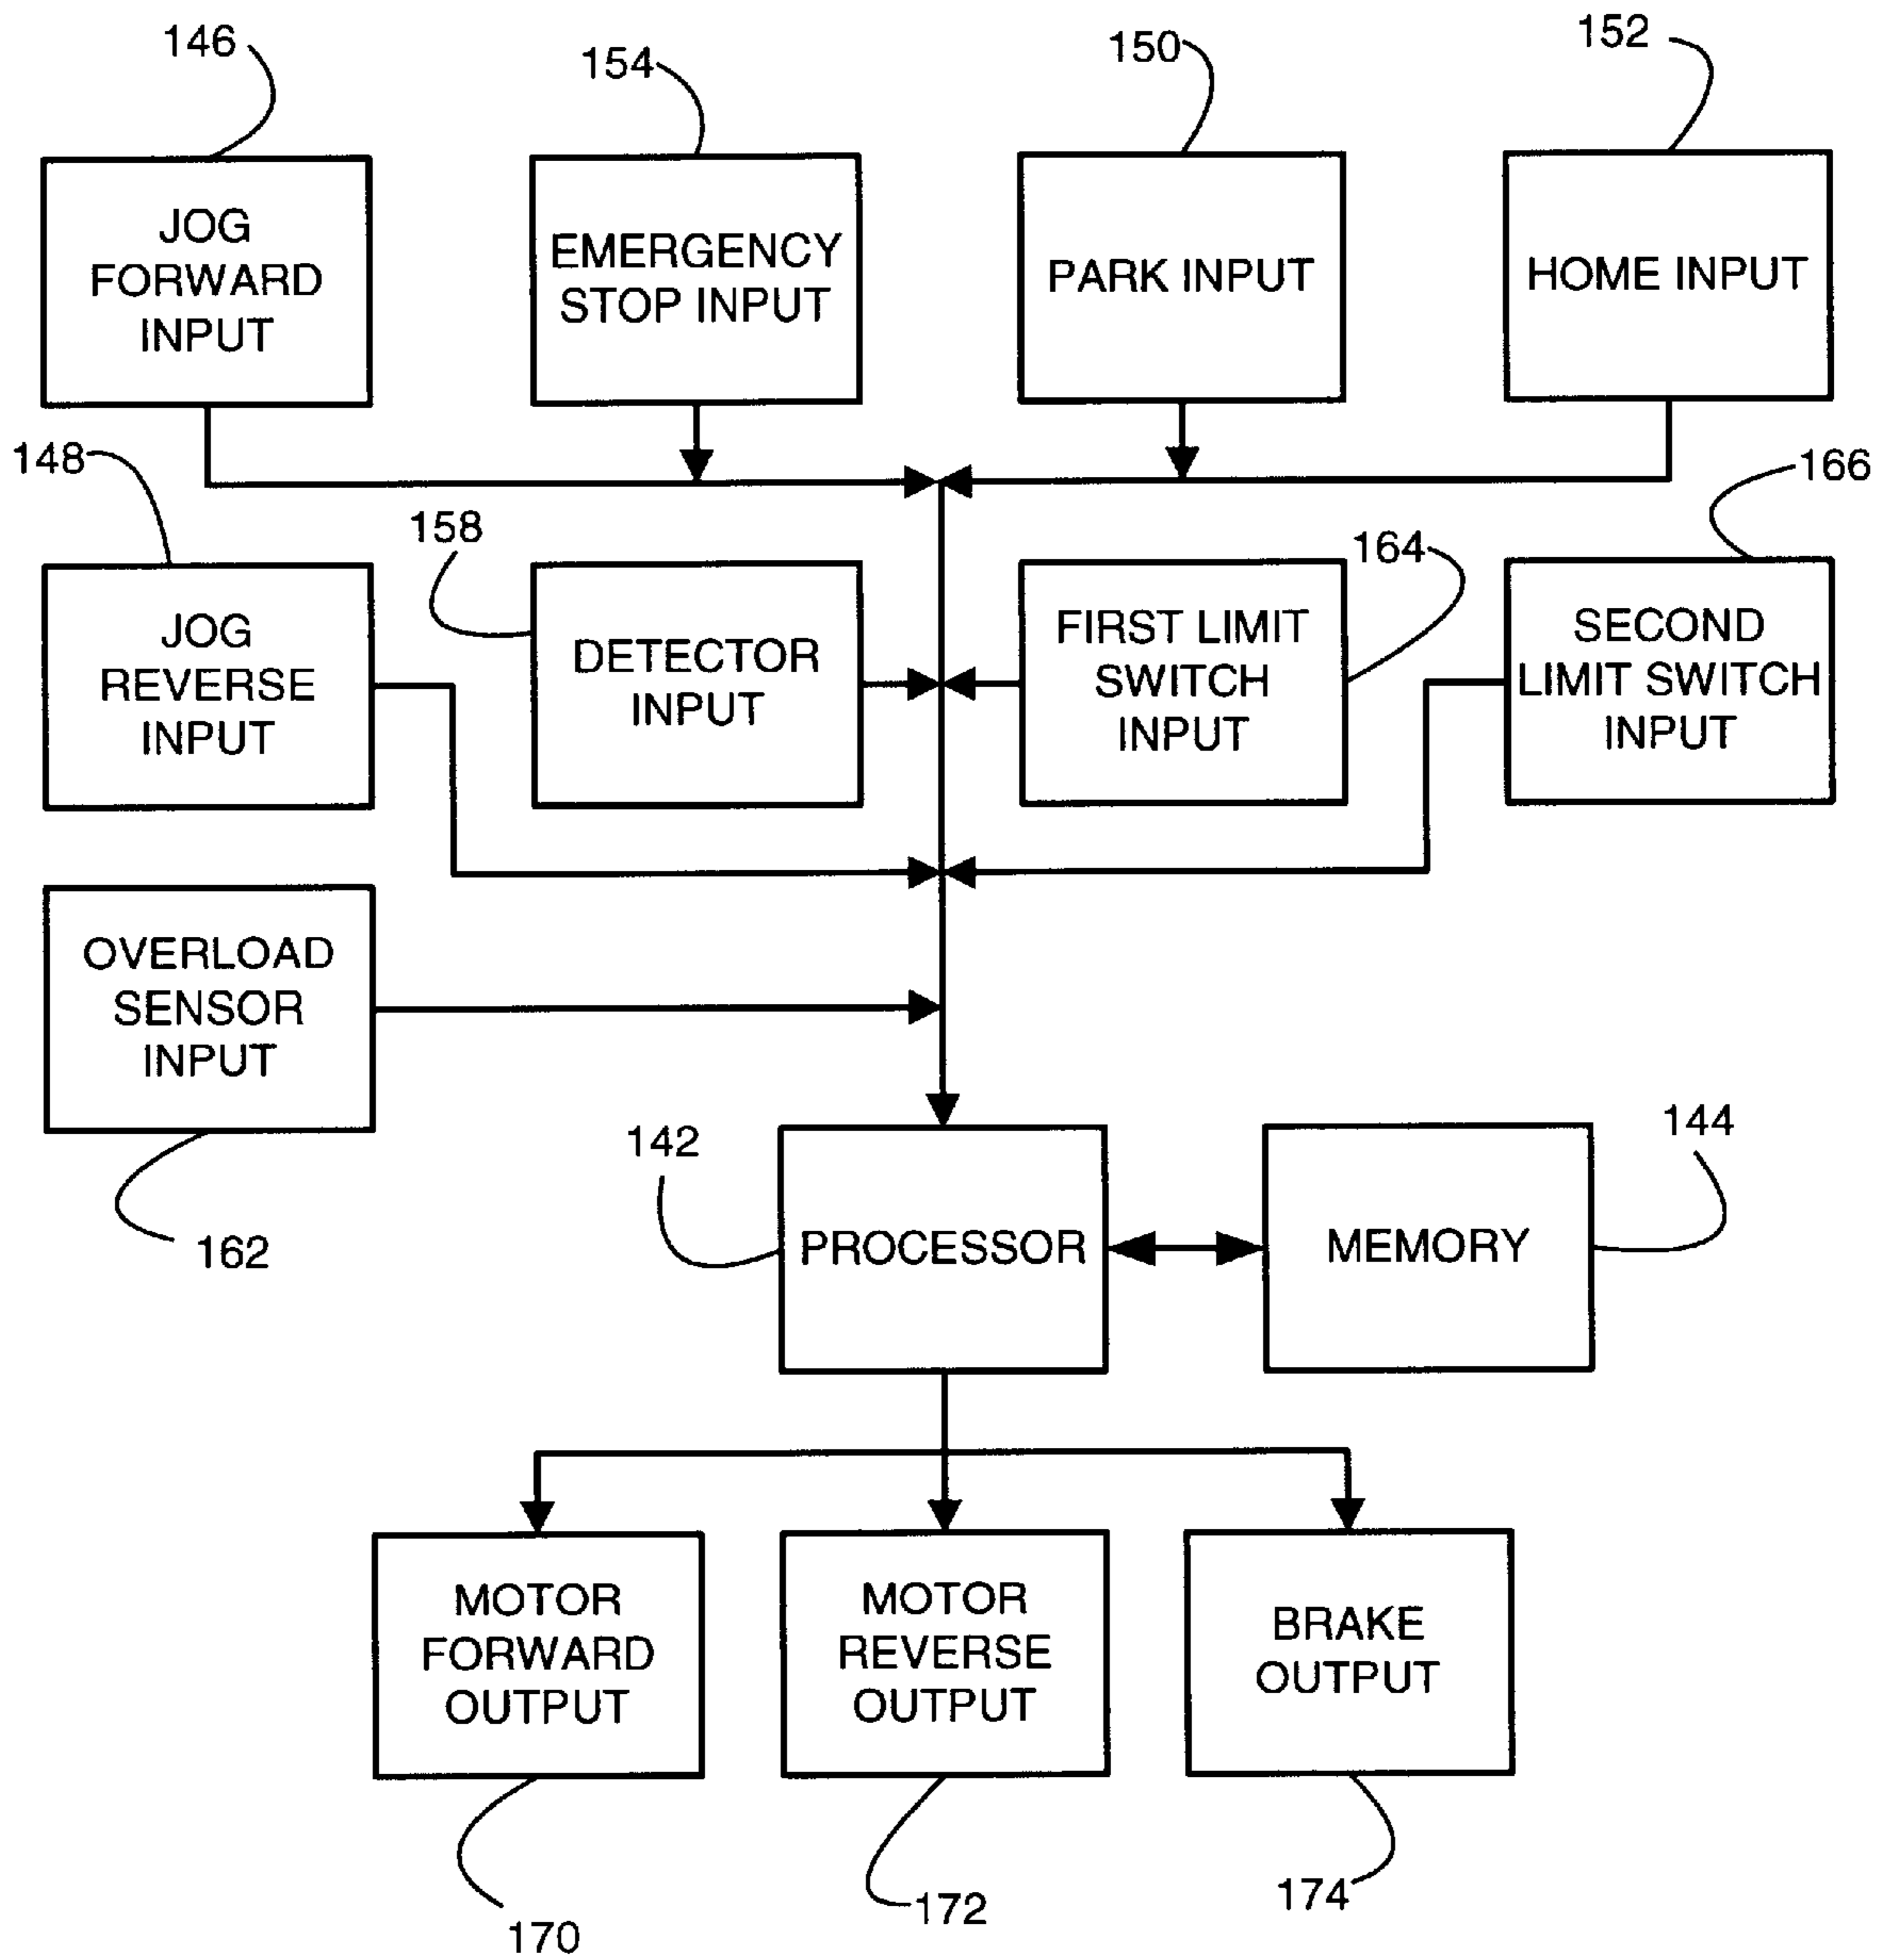 146
154
150
152
JOG
FORWARD
INPUT
EMERGENCY
STOP INPUT
PARK INPUT
HOME INPUT
148
158
164
166
JOG
REVERSE
INPUT
DETECTOR
INPUT
FIRST LIMIT
SWITCH
INPUT
SECOND
LIMIT SWITCH
INPUT
OVERLOAD
SENSOR
INPUT
162
142
144
PROCESSOR
MEMORY
MOTOR
FORWARD
OUTPUT
MOTOR
REVERSE
OUTPUT
BRAKE
OUTPUT
170
172
174